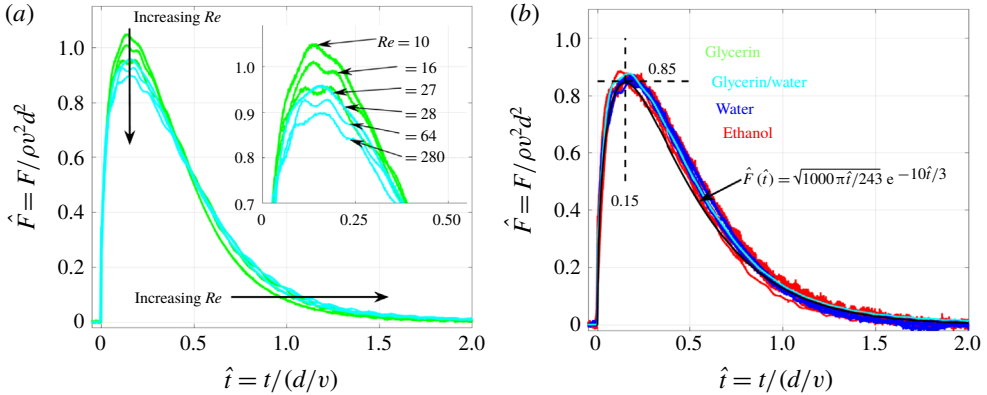 (a)
Increasing Re
Re = 10
= 16
= 27
= 28
= 64
= 280
1.1
1.0
0.9
0.8
0.7
0
0.25
0.50
Increasing Re
1.0
0.8
0.6
0.4
0.2
0
F̂ = F/ρv²d²
0
0.5
1.0
1.5
2.0
t̂ = t/(d/v)
(b)
Glycerin
Glycerin/water
Water
Ethanol
0.85
0.15
F̂(t̂) = √1000πt̂/243 e^−10t̂/3
1.0
0.8
0.6
0.4
0.2
0
F̂ = F/ρv²d²
0
0.5
1.0
1.5
2.0
t̂ = t/(d/v)